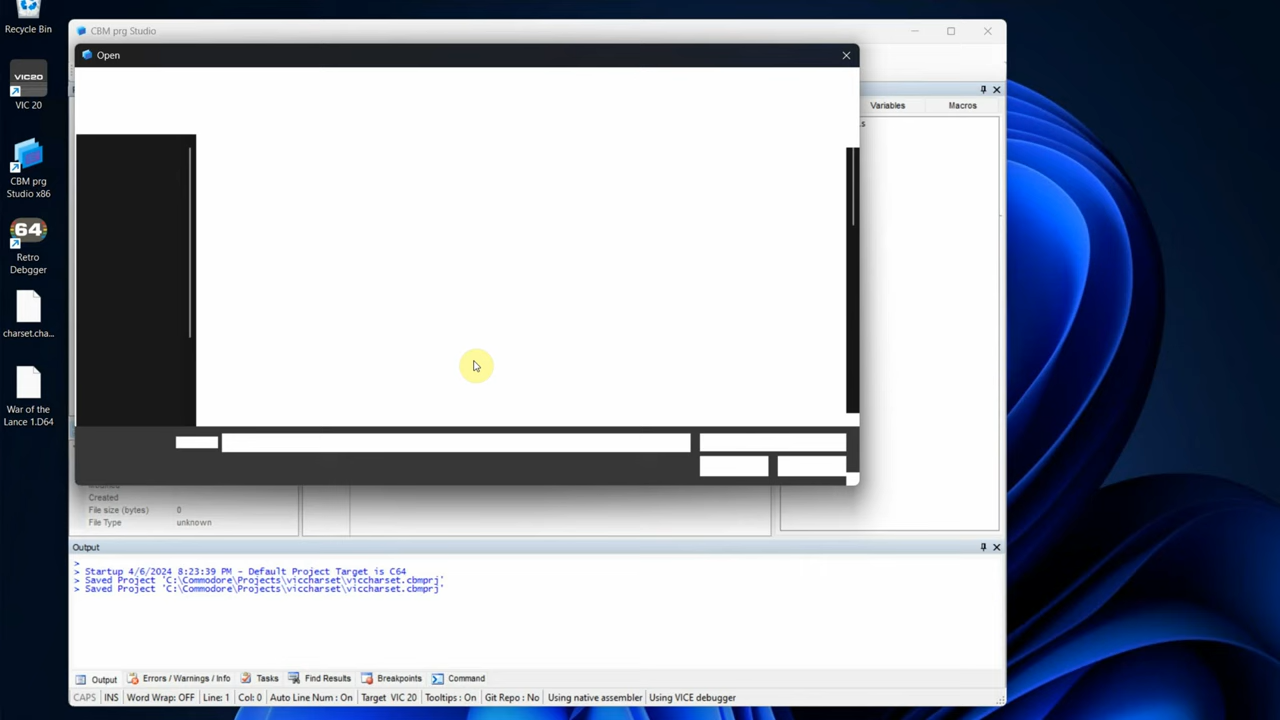 Recycle Bin
VIC20
VIC 20
CBM prg
Studio x86
64
Retro
Debgger
charset.cha...
War of the
Lance 1.D64
CBM prg Studio
Open
Variables
Macros
Created
File size (bytes) 0
File Type unknown
Output
>
> Startup 4/6/2024 8:23:39 PM - Default Project Target is C64
> Saved Project 'C:\Commodore\Projects\viccharset\viccharset.cbmprj'
> Saved Project 'C:\Commodore\Projects\viccharset\viccharset.cbmprj'
Output Errors / Warnings / Info Tasks Find Results Breakpoints Command
CAPS INS Word Wrap: OFF Line: 1 Col: 0 Auto Line Num : On Target VIC 20 Tooltips : On Git Repo : No Using native assembler Using VICE debugger